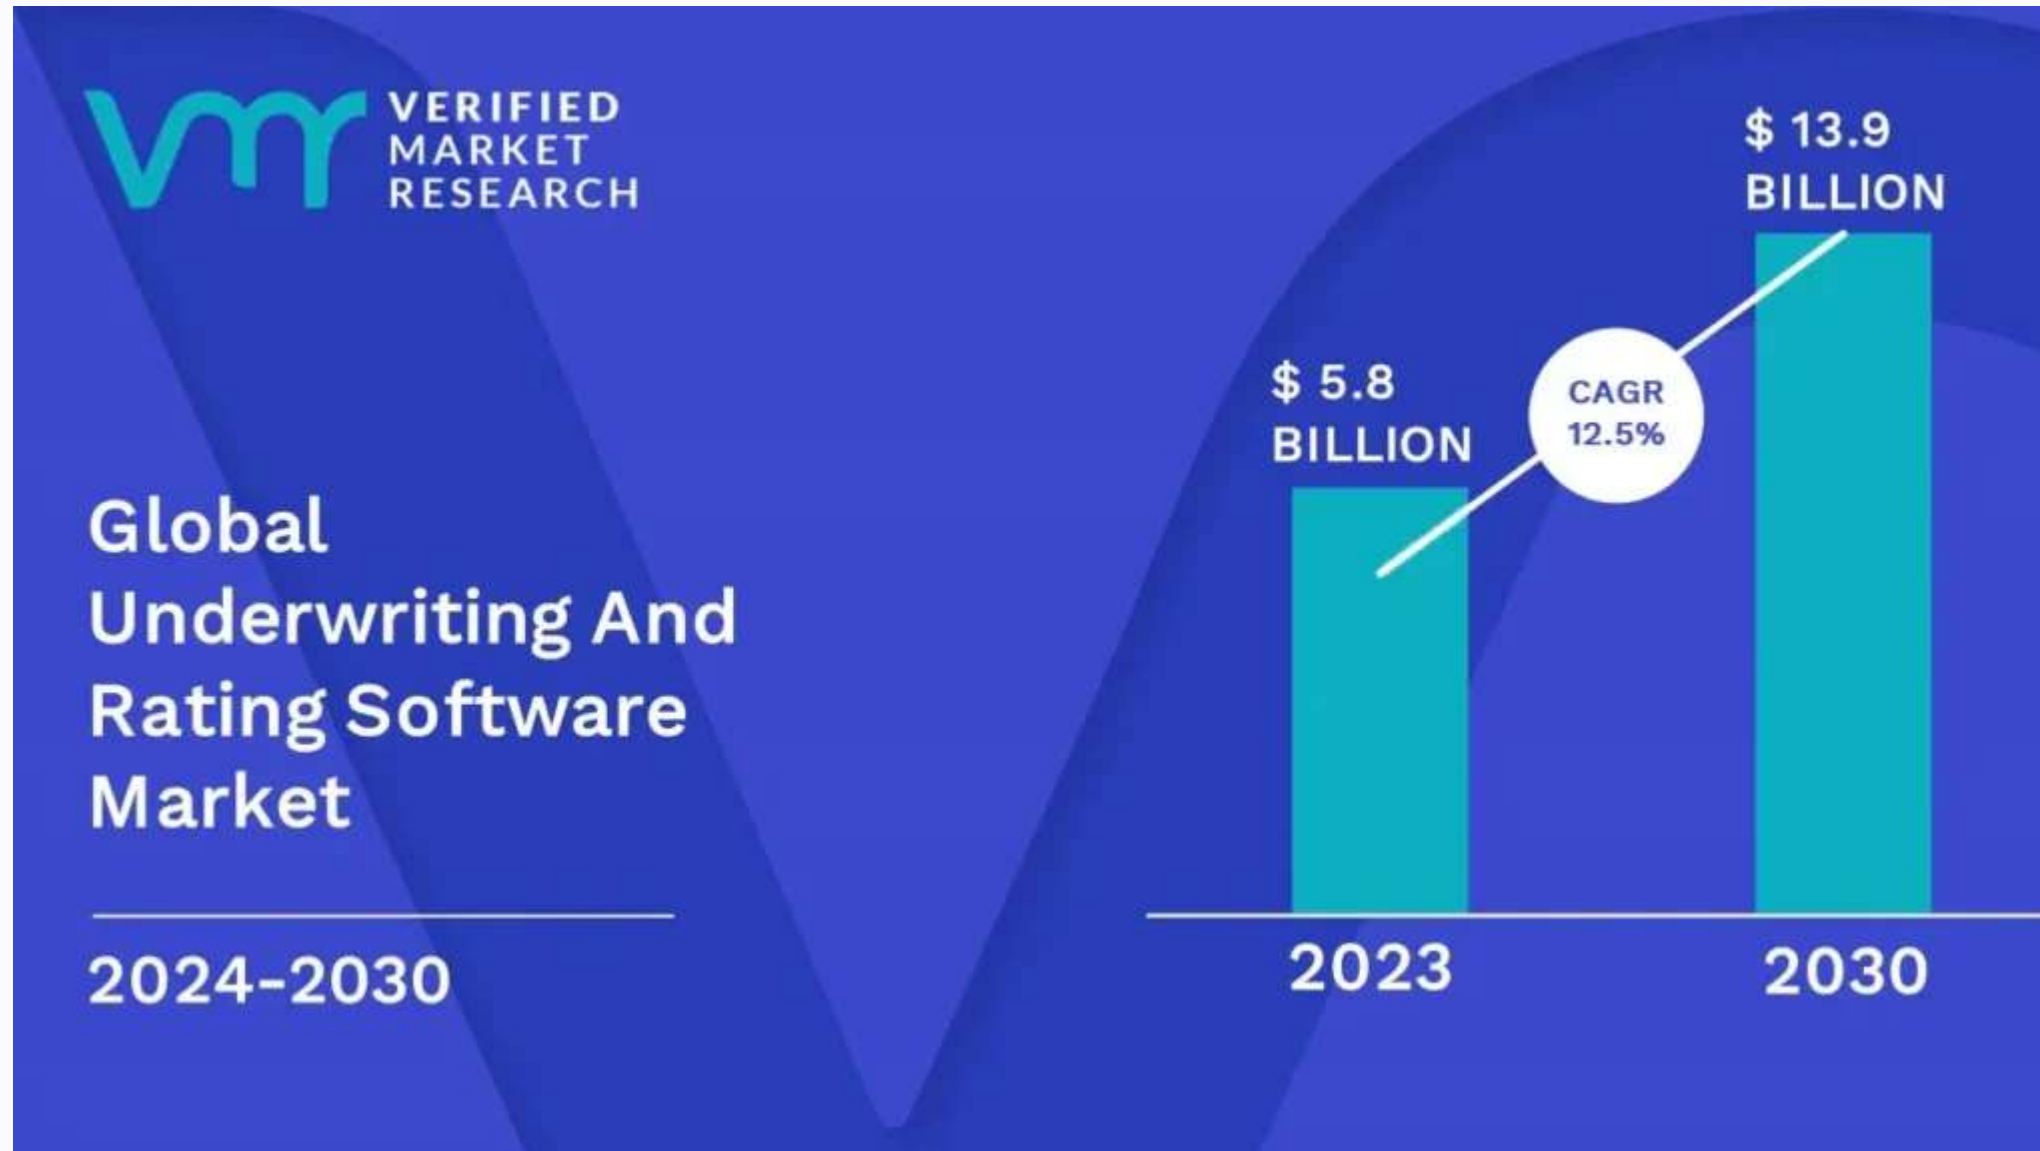 VERIFIED
MARKET
RESEARCH
Global
Underwriting And
Rating Software
Market
2024-2030
$ 13.9
BILLION
$ 5.8
BILLION
CAGR
12.5%
2023
2030